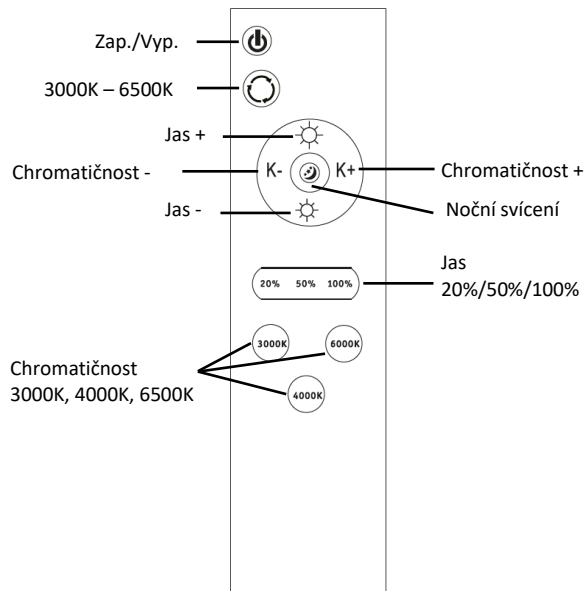 Zap./Vyp.
3000K – 6500K
Jas +
Chromatičnost -
K-
K+
Chromatičnost +
Jas -
Noční svícení
Jas
20%/50%/100%
20% 50% 100%
3000K
6000K
Chromatičnost
3000K, 4000K, 6500K
4000K